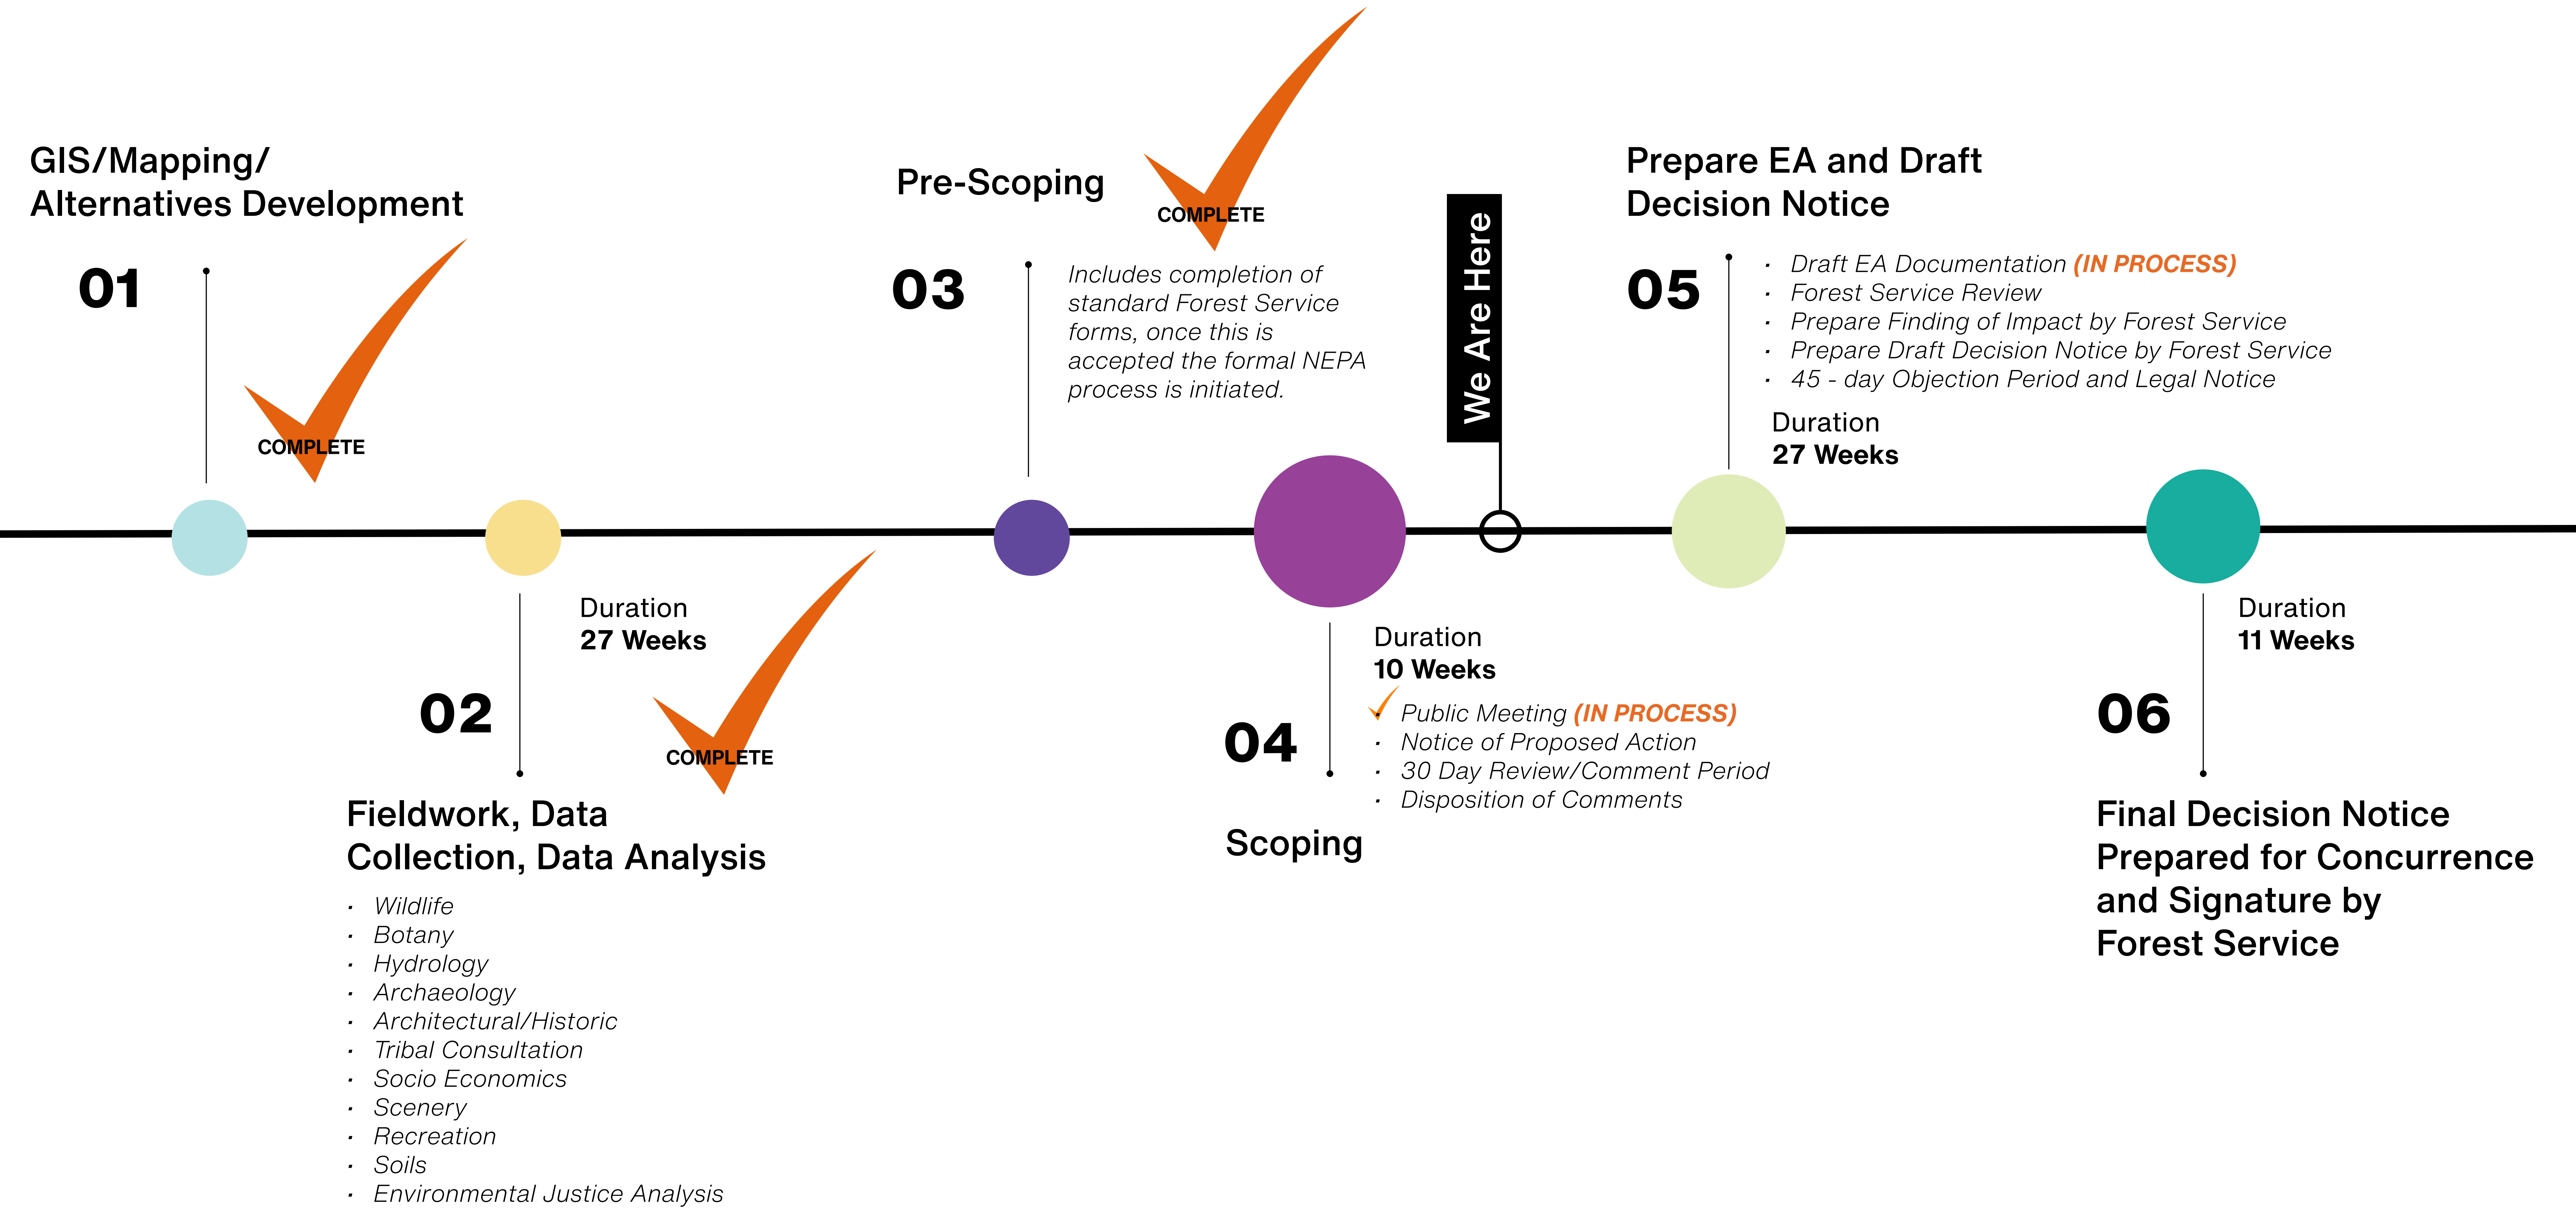 GIS/Mapping/
Alternatives Development
01
COMPLETE
Duration
27 Weeks
02
COMPLETE
Fieldwork, Data
Collection, Data Analysis
· Wildlife
· Botany
· Hydrology
· Archaeology
· Architectural/Historic
· Tribal Consultation
· Socio Economics
· Scenery
· Recreation
· Soils
· Environmental Justice Analysis
Pre-Scoping
COMPLETE
03
Includes completion of
standard Forest Service
forms, once this is
accepted the formal NEPA
process is initiated.
Duration
10 Weeks
04
· Public Meeting (IN PROCESS)
· Notice of Proposed Action
· 30 Day Review/Comment Period
· Disposition of Comments
Scoping
We Are Here
Prepare EA and Draft
Decision Notice
05
· Draft EA Documentation (IN PROCESS)
· Forest Service Review
· Prepare Finding of Impact by Forest Service
· Prepare Draft Decision Notice by Forest Service
· 45 - day Objection Period and Legal Notice
Duration
27 Weeks
Duration
11 Weeks
06
Final Decision Notice
Prepared for Concurrence
and Signature by
Forest Service